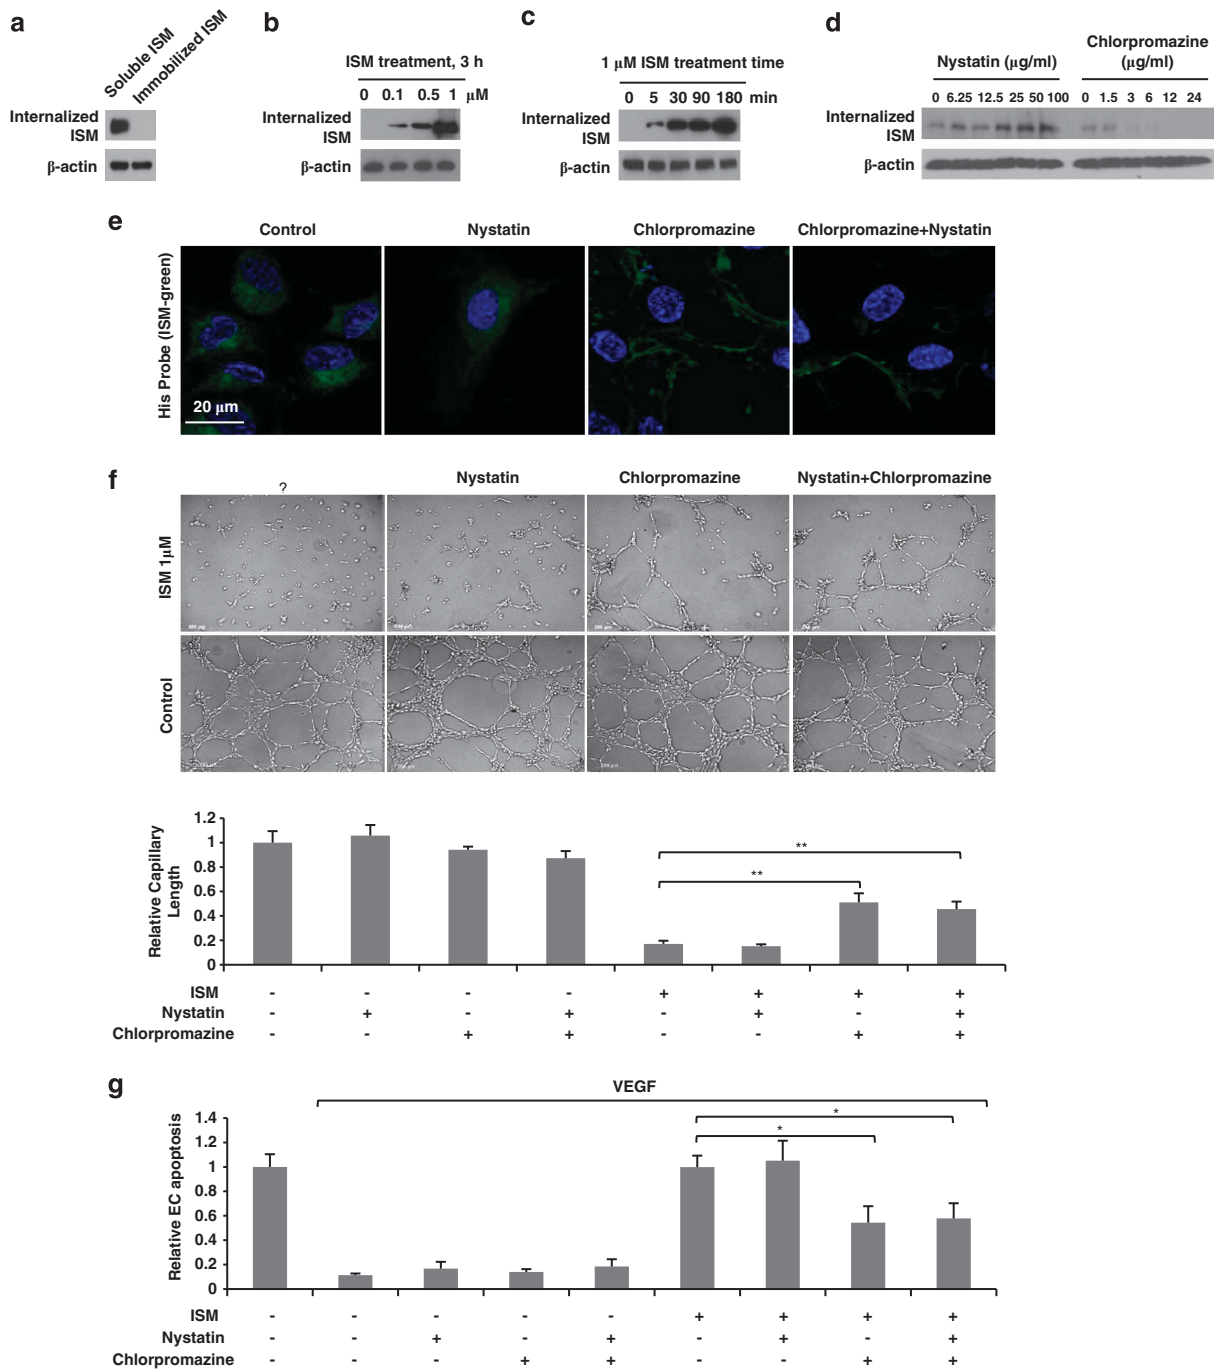 a
Soluble ISM
Immobilized ISM
Internalized
ISM
β-actin
b
ISM treatment, 3 h
0 0.1 0.5 1 μM
Internalized
ISM
β-actin
c
1 μM ISM treatment time
0 5 30 90 180 min
Internalized
ISM
β-actin
d
Nystatin (μg/ml)
Chlorpromazine
(μg/ml)
0 6.25 12.5 25 50 100
0 1.5 3 6 12 24
Internalized
ISM
β-actin
e
Control
Nystatin
Chlorpromazine
Chlorpromazine+Nystatin
His Probe (ISM-green)
20 μm
f
?
Nystatin
Chlorpromazine
Nystatin+Chlorpromazine
ISM 1μM
Control
Relative Capillary
Length
1.2
1
0.8
0.6
0.4
0.2
0
**
**
ISM - - - - + + + +
Nystatin - + - + - + - +
Chlorpromazine - - + + - - + +
g
VEGF
Relative EC apoptosis
1.4
1.2
1
0.8
0.6
0.4
0.2
0
*
*
ISM - - - - - + + + +
Nystatin - - + - + - + - +
Chlorpromazine - - - + + - - + +